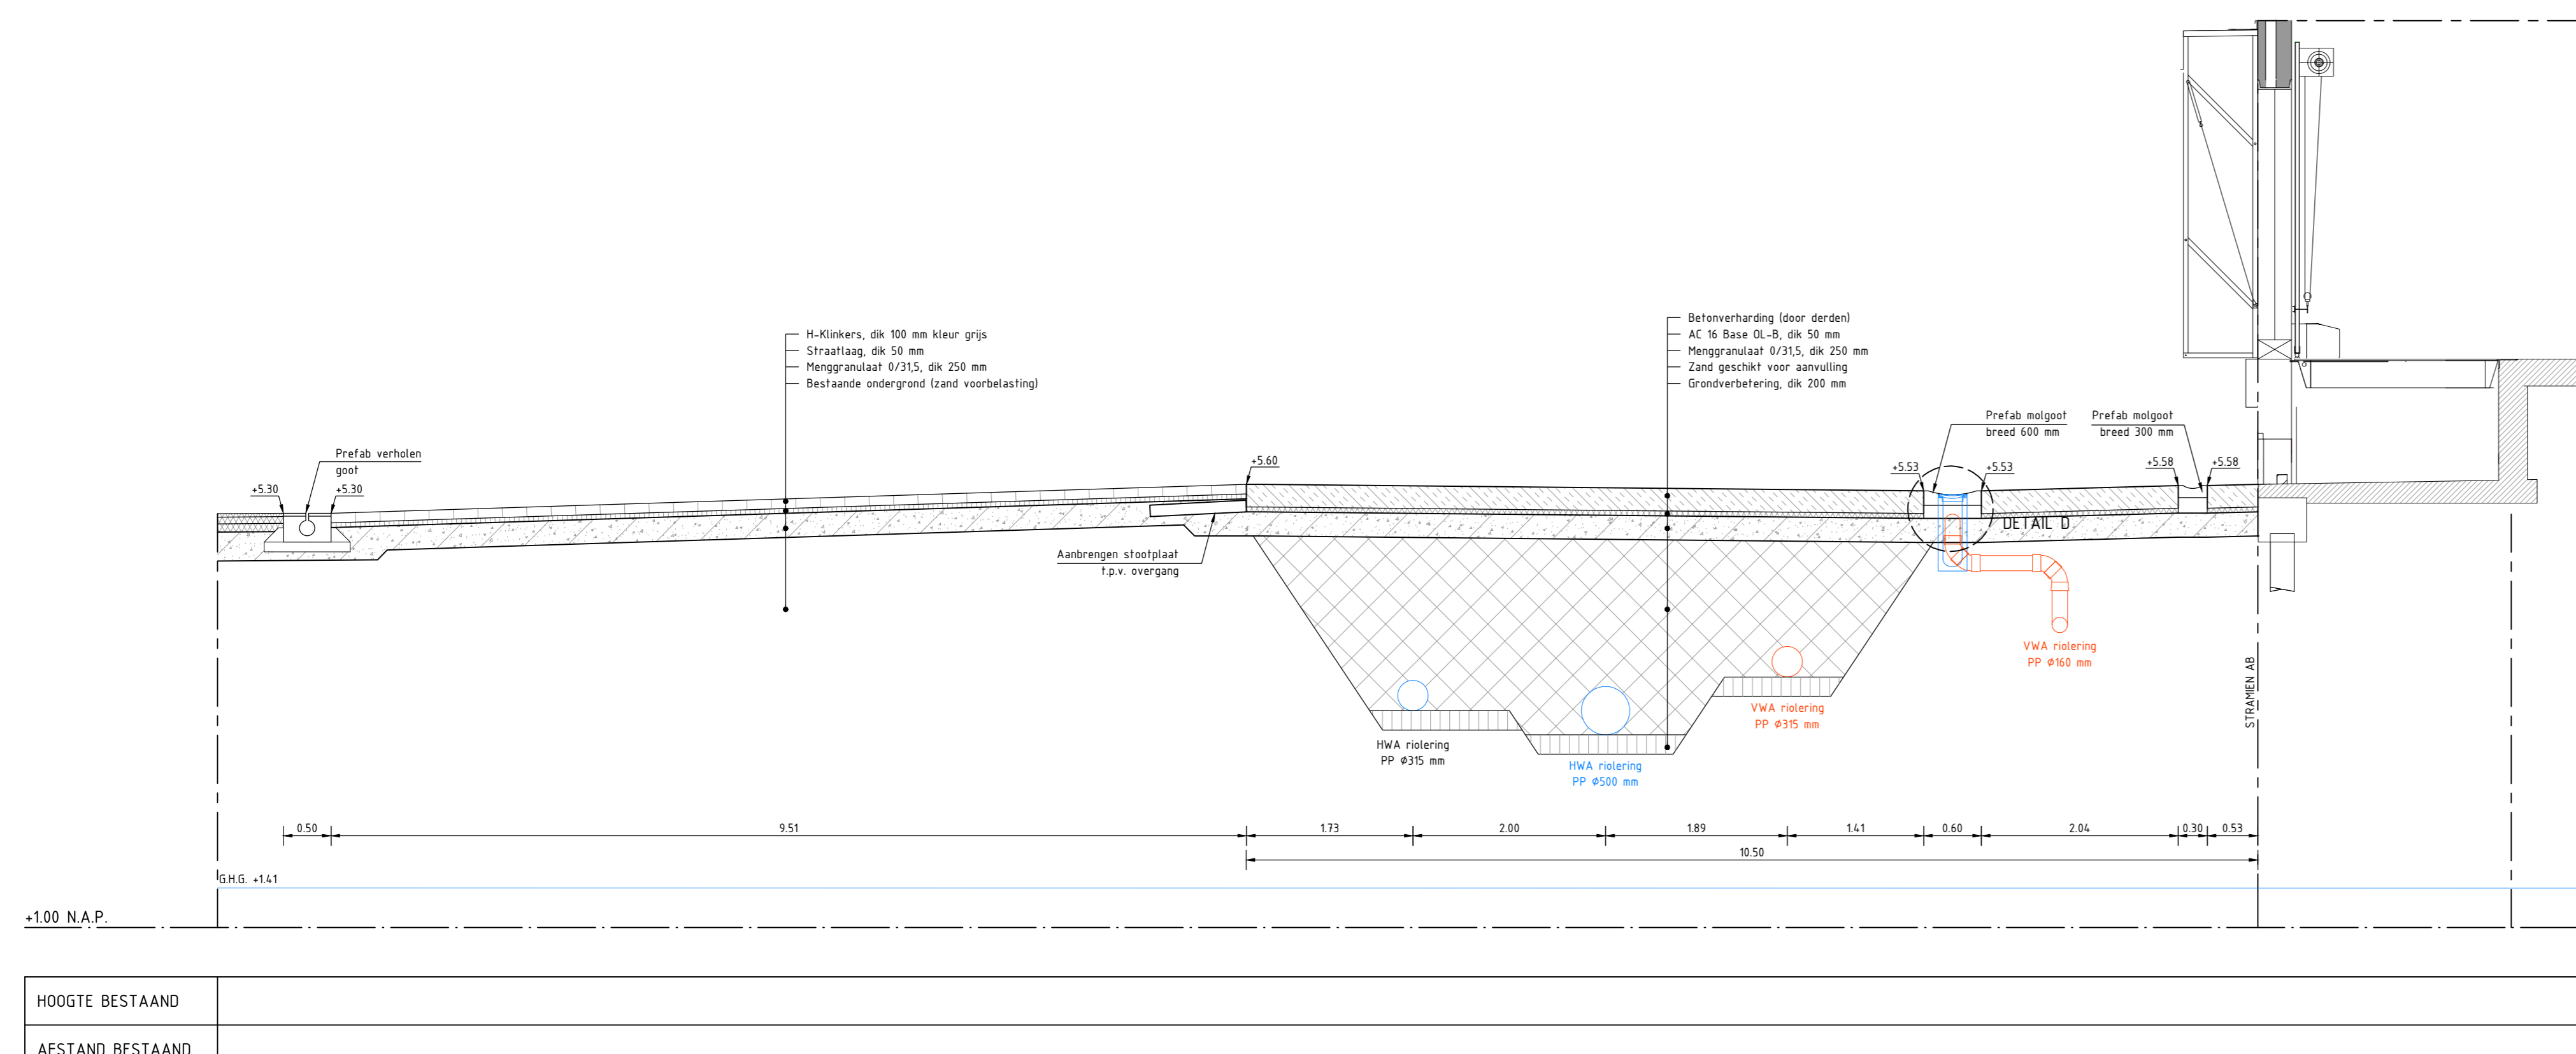 H-Klinkers, dik 100 mm kleur grijs
Straatlaag, dik 50 mm
Menggranulaat 0/31,5, dik 250 mm
Bestaande ondergrond (zand voorbelasting)
Betonverharding (door derden)
AC 16 Base OL-B, dik 50 mm
Menggranulaat 0/31,5, dik 250 mm
Zand geschikt voor aanvulling
Grondverbetering, dik 200 mm
Prefab molgoot
breed 600 mm
Prefab molgoot
breed 300 mm
Prefab verholen
goot
+5.30
+5.30
+5.60
+5.53
+5.53
+5.58
+5.58
DETAIL D
Aanbrengen stootplaat
t.p.v. overgang
VWA riolering
PP ø160 mm
STRAMIEN AB
VWA riolering
PP ø315 mm
HWA riolering
PP ø315 mm
HWA riolering
PP ø500 mm
0.50
9.51
1.73
2.00
1.89
1.41
0.60
2.04
0.30
0.53
10.50
G.H.G. +1.41
+1.00 N.A.P.
HOOGTE BESTAAND
AFSTAND BESTAAND